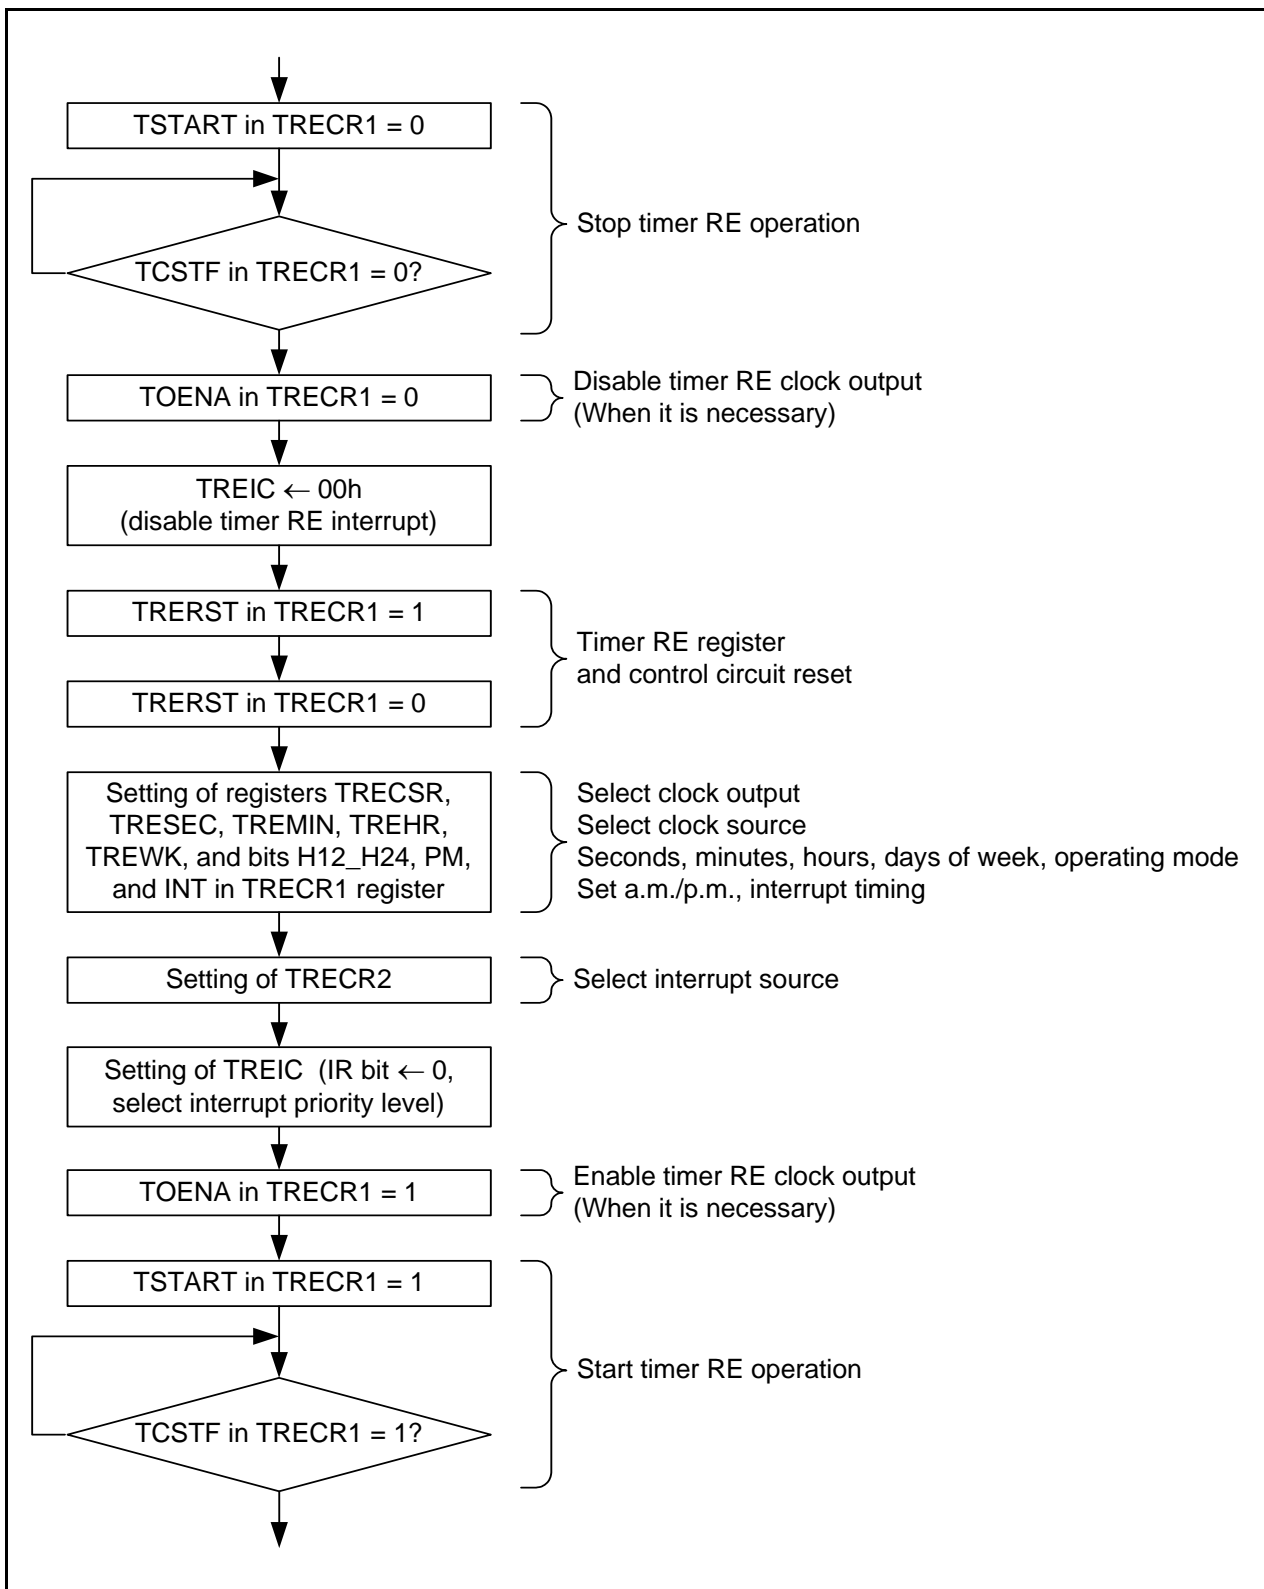 TSTART in TRECR1 = 0
TCSTF in TRECR1 = 0?
Stop timer RE operation
TOENA in TRECR1 = 0
Disable timer RE clock output
(When it is necessary)
TREIC ← 00h
(disable timer RE interrupt)
TRERST in TRECR1 = 1
TRERST in TRECR1 = 0
Timer RE register
and control circuit reset
Setting of registers TRECSR,
TRESEC, TREMIN, TREHR,
TREWK, and bits H12_H24, PM,
and INT in TRECR1 register
Select clock output
Select clock source
Seconds, minutes, hours, days of week, operating mode
Set a.m./p.m., interrupt timing
Setting of TRECR2
Select interrupt source
Setting of TREIC (IR bit ← 0,
select interrupt priority level)
TOENA in TRECR1 = 1
Enable timer RE clock output
(When it is necessary)
TSTART in TRECR1 = 1
TCSTF in TRECR1 = 1?
Start timer RE operation